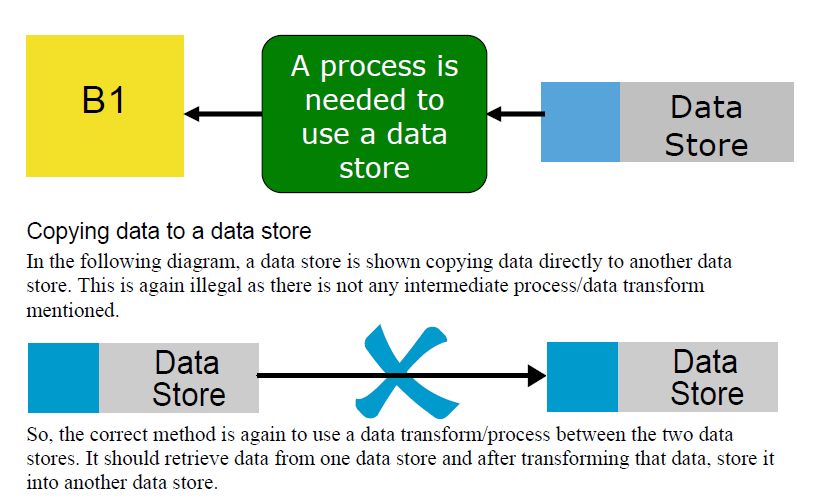 B1
A process is
needed to
use a data
store
Data
Store
Copying data to a data store
In the following diagram, a data store is shown copying data directly to another data
store. This is again illegal as there is not any intermediate process/data transform
mentioned.
Data
Store
Data
Store
So, the correct method is again to use a data transform/process between the two data
stores. It should retrieve data from one data store and after transforming that data, store it
into another data store.